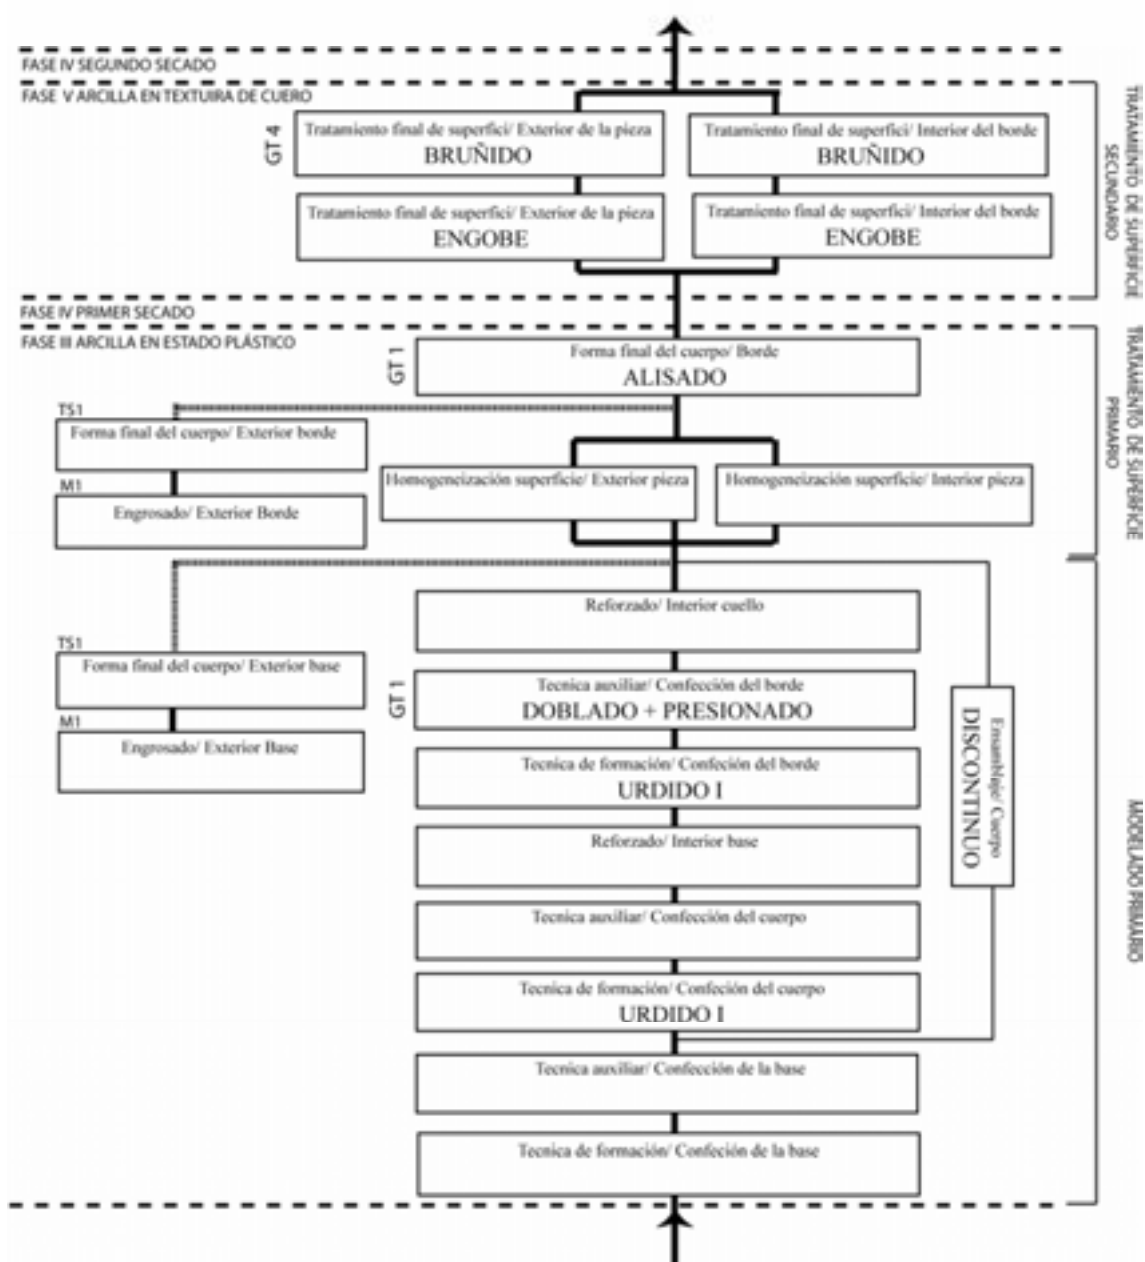 FASE IV SEGUNDO SECADO
FASE V ARCILLA EN TEXTUIRA DE CUERO
GT 4
Tratamiento final de superfici/ Exterior de la pieza
BRUÑIDO
Tratamiento final de superfici/ Interior del borde
BRUÑIDO
Tratamiento final de superfici/ Exterior de la pieza
ENGOBE
Tratamiento final de superfici/ Interior del borde
ENGOBE
TRATAMIENTO DE SUPERFICIE
SECUNDARIO
FASE IV PRIMER SECADO
FASE III ARCILLA EN ESTADO PLÁSTICO
GT 1
Forma final del cuerpo/ Borde
ALISADO
TS1
Forma final del cuerpo/ Exterior borde
M1
Engrosado/ Exterior Borde
Homogeneización superficie/ Exterior pieza
Homogeneización superficie/ Interior pieza
TRATAMIENTO DE SUPERFICIE
PRIMARIO
Reforzado/ Interior cuello
TS1
Forma final del cuerpo/ Exterior base
M1
Engrosado/ Exterior Base
GT 1
Tecnica auxiliar/ Confección del borde
DOBLADO + PRESIONADO
Tecnica de formación/ Confeción del borde
URDIDO I
Reforzado/ Interior base
Tecnica auxiliar/ Confección del cuerpo
Tecnica de formación/ Confeción del cuerpo
URDIDO I
Ensamblaje/ Cuerpo
DISCONTINUO
Tecnica auxiliar/ Confección de la base
Tecnica de formación/ Confeción de la base
MODELADO PRIMARIO